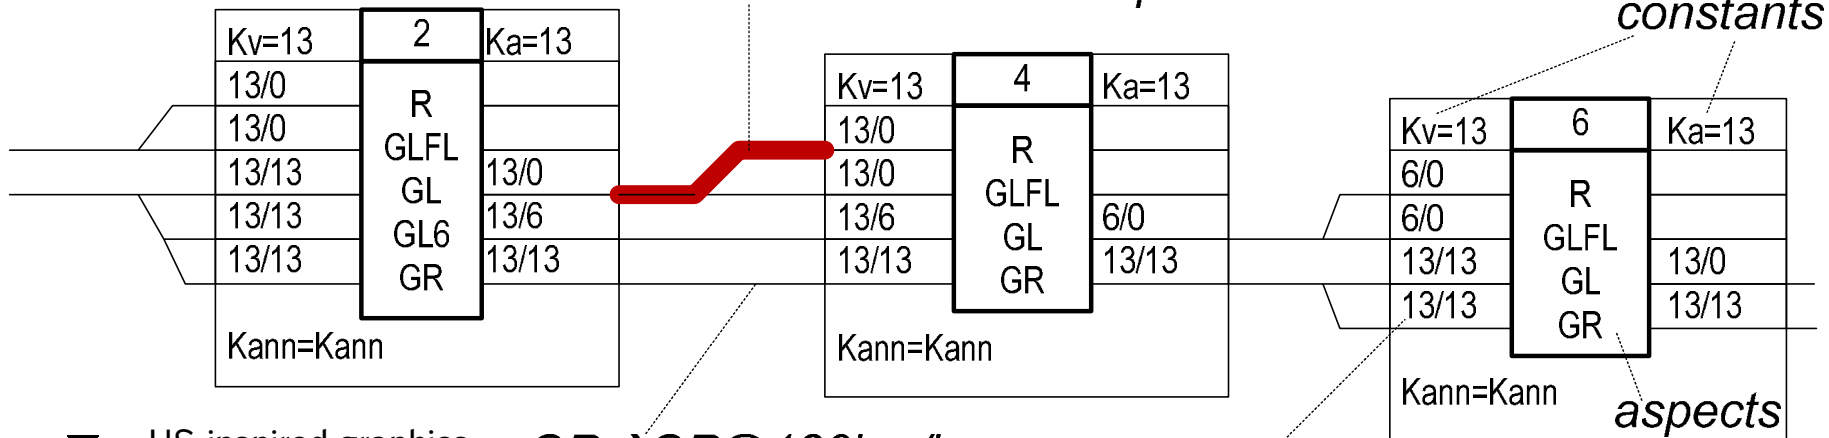 constants
Kv=13 2 Ka=13
13/0
R
13/0
GLFL
13/13 13/0
GL
13/13 13/6
GL6
13/13 13/13
GR
Kann=Kann
Kv=13 4 Ka=13
13/0
R
13/0
GLFL
13/6 6/0
GL
13/13 13/13
GR
Kann=Kann
Kv=13 6 Ka=13
6/0
R
6/0
GLFL
13/13 13/0
GL
13/13 13/13
GR
Kann=Kann
aspects